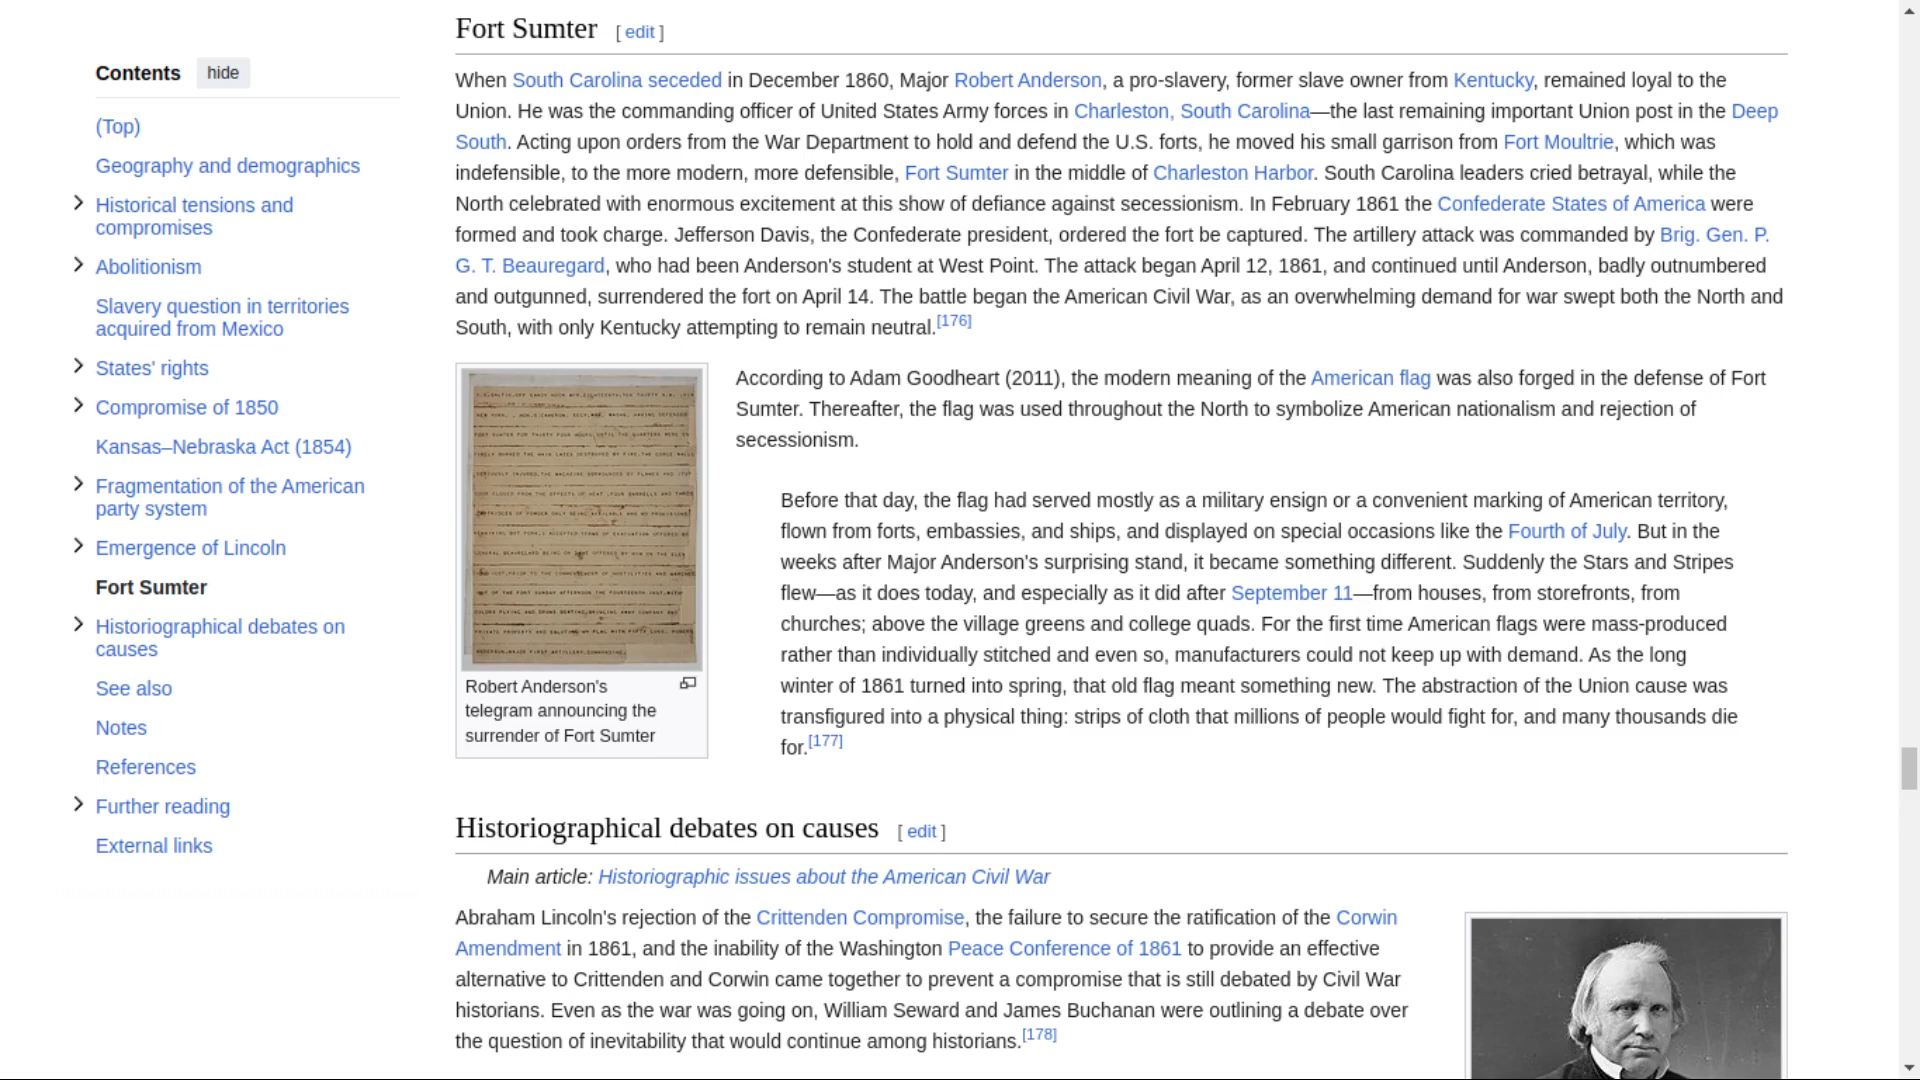 Contents hide
(Top)
Geography and demographics
Historical tensions and
compromises
Abolitionism
Slavery question in territories
acquired from Mexico
States' rights
Compromise of 1850
Kansas–Nebraska Act (1854)
Fragmentation of the American
party system
Emergence of Lincoln
Fort Sumter
Historiographical debates on
causes
See also
Notes
References
Further reading
External links
Fort Sumter [ edit ]
When South Carolina seceded in December 1860, Major Robert Anderson, a pro-slavery, former slave owner from Kentucky, remained loyal to the
Union. He was the commanding officer of United States Army forces in Charleston, South Carolina—the last remaining important Union post in the Deep
South. Acting upon orders from the War Department to hold and defend the U.S. forts, he moved his small garrison from Fort Moultrie, which was
indefensible, to the more modern, more defensible, Fort Sumter in the middle of Charleston Harbor. South Carolina leaders cried betrayal, while the
North celebrated with enormous excitement at this show of defiance against secessionism. In February 1861 the Confederate States of America were
formed and took charge. Jefferson Davis, the Confederate president, ordered the fort be captured. The artillery attack was commanded by Brig. Gen. P.
G. T. Beauregard, who had been Anderson's student at West Point. The attack began April 12, 1861, and continued until Anderson, badly outnumbered
and outgunned, surrendered the fort on April 14. The battle began the American Civil War, as an overwhelming demand for war swept both the North and
South, with only Kentucky attempting to remain neutral.[176]
Robert Anderson's
telegram announcing the
surrender of Fort Sumter
According to Adam Goodheart (2011), the modern meaning of the American flag was also forged in the defense of Fort
Sumter. Thereafter, the flag was used throughout the North to symbolize American nationalism and rejection of
secessionism.
Before that day, the flag had served mostly as a military ensign or a convenient marking of American territory,
flown from forts, embassies, and ships, and displayed on special occasions like the Fourth of July. But in the
weeks after Major Anderson's surprising stand, it became something different. Suddenly the Stars and Stripes
flew—as it does today, and especially as it did after September 11—from houses, from storefronts, from
churches; above the village greens and college quads. For the first time American flags were mass-produced
rather than individually stitched and even so, manufacturers could not keep up with demand. As the long
winter of 1861 turned into spring, that old flag meant something new. The abstraction of the Union cause was
transfigured into a physical thing: strips of cloth that millions of people would fight for, and many thousands die
for.[177]
Historiographical debates on causes [ edit ]
Main article: Historiographic issues about the American Civil War
Abraham Lincoln's rejection of the Crittenden Compromise, the failure to secure the ratification of the Corwin
Amendment in 1861, and the inability of the Washington Peace Conference of 1861 to provide an effective
alternative to Crittenden and Corwin came together to prevent a compromise that is still debated by Civil War
historians. Even as the war was going on, William Seward and James Buchanan were outlining a debate over
the question of inevitability that would continue among historians.[178]